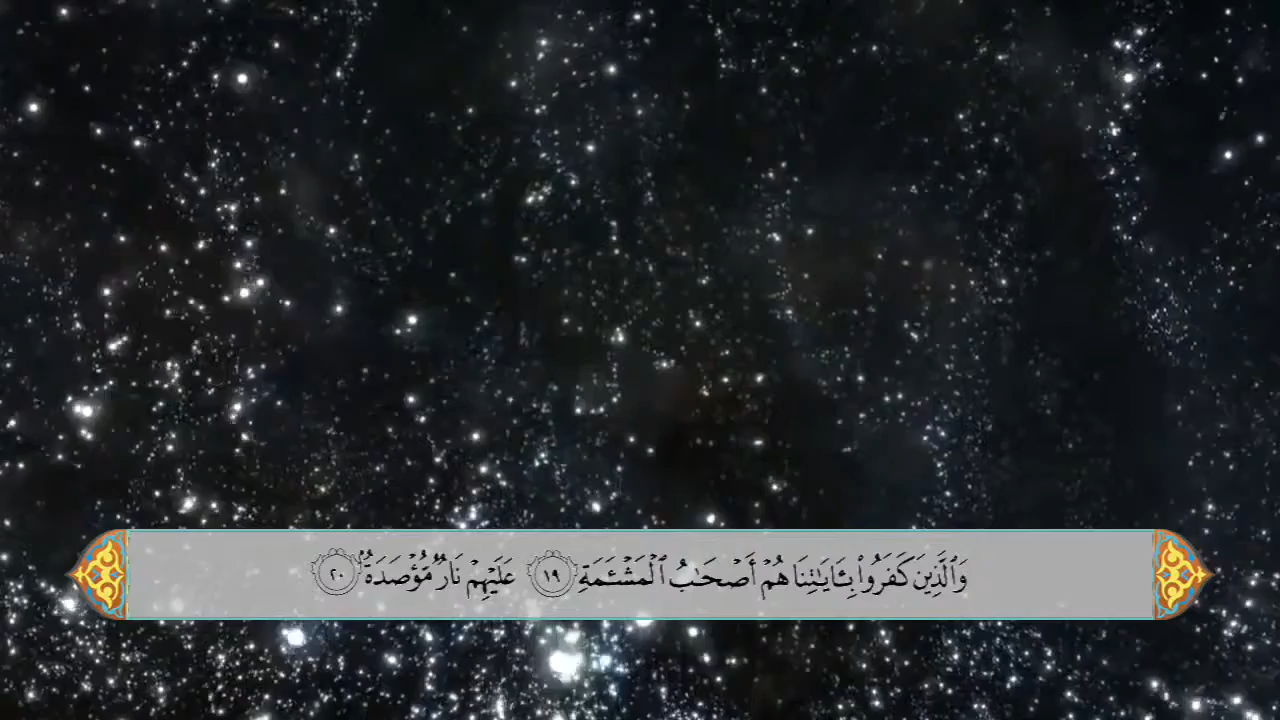 وَٱلَّذِينَ كَفَرُوا۟ بِـَٔايَـٰتِنَا هُمْ أَصْحَـٰبُ ٱلْمَشْـَٔمَةِ ١٩ عَلَيْهِمْ نَارٌ مُّؤْصَدَةٌۢ ٢٠